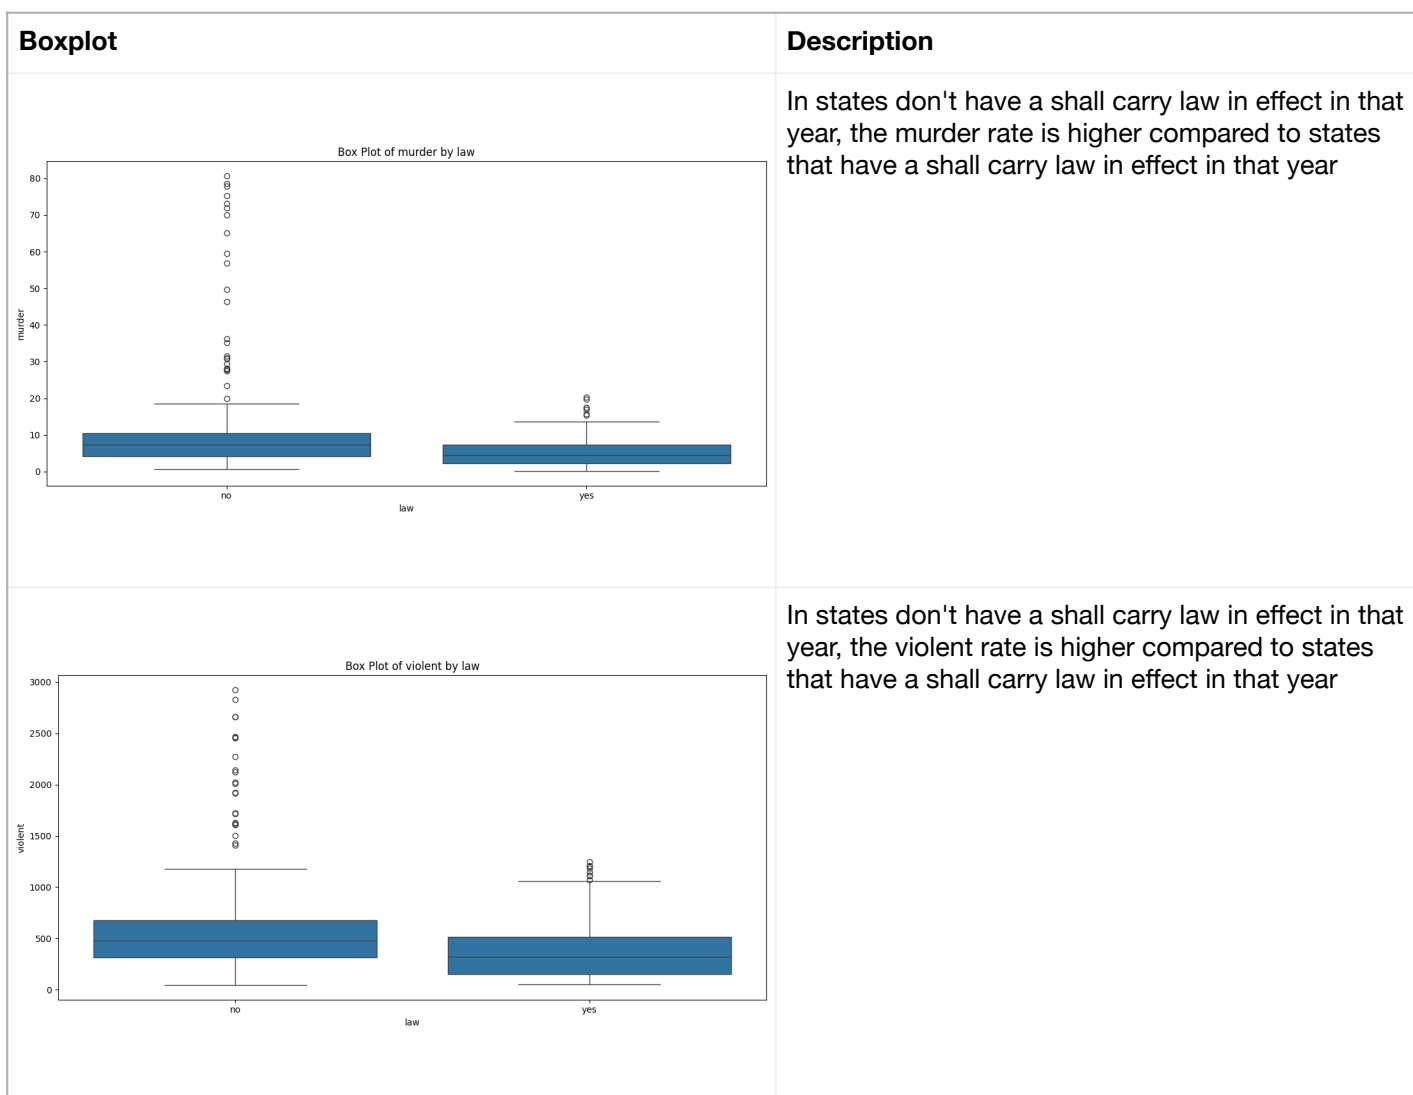 Boxplot
Description
Box Plot of murder by law
80
70
60
50
40
30
20
10
0
murder
no
yes
law
In states don't have a shall carry law in effect in that
year, the murder rate is higher compared to states
that have a shall carry law in effect in that year
Box Plot of violent by law
3000
2500
2000
1500
1000
500
0
violent
no
yes
law
In states don't have a shall carry law in effect in that
year, the violent rate is higher compared to states
that have a shall carry law in effect in that year